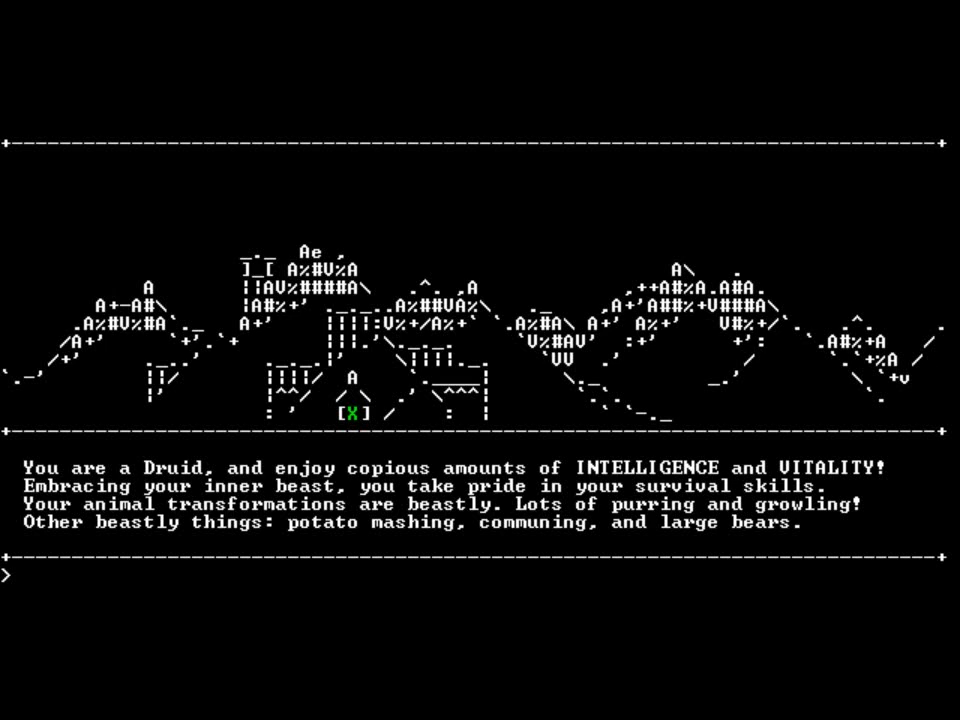 You are a Druid, and enjoy copious amounts of INTELLIGENCE and VITALITY!
Embracing your inner beast, you take pride in your survival skills.
Your animal transformations are beastly. Lots of purring and growling!
Other beastly things: potato mashing, communing, and large bears.
>